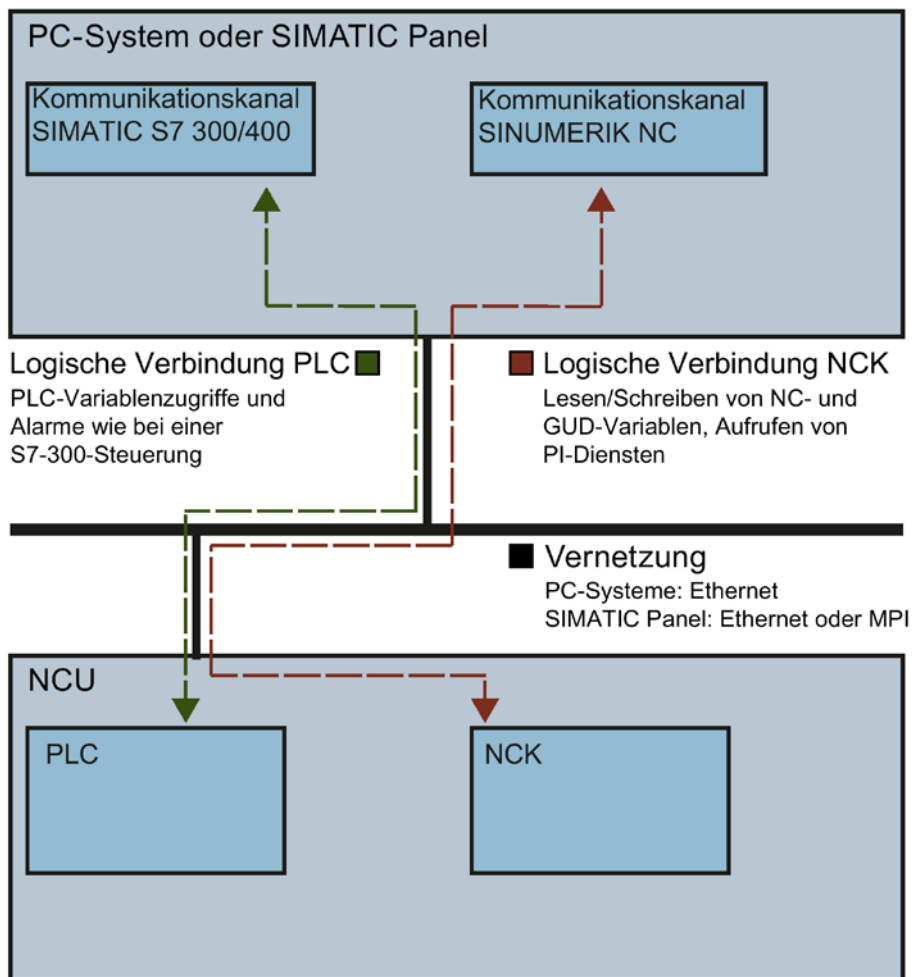 PC-System oder SIMATIC Panel
Kommunikationskanal
SIMATIC S7 300/400
Kommunikationskanal
SINUMERIK NC
Logische Verbindung PLC
PLC-Variablenzugriffe und
Alarme wie bei einer
S7-300-Steuerung
Logische Verbindung NCK
Lesen/Schreiben von NC- und
GUD-Variablen, Aufrufen von
PI-Diensten
Vernetzung
PC-Systeme: Ethernet
SIMATIC Panel: Ethernet oder MPI
NCU
PLC
NCK